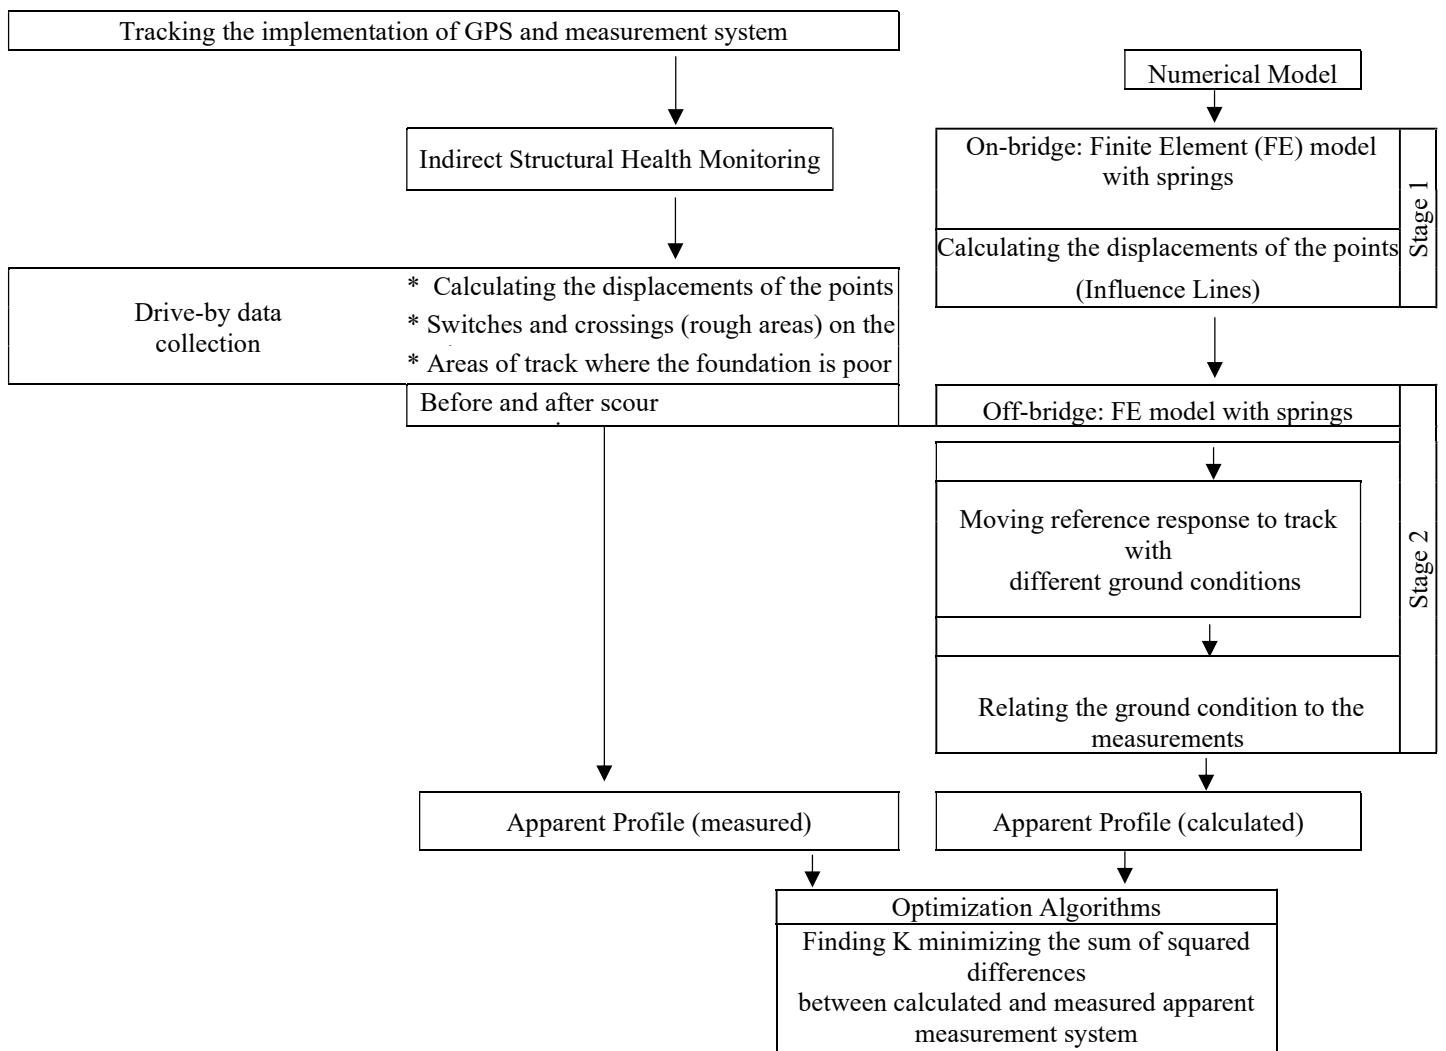 Tracking the implementation of GPS and measurement system
Indirect Structural Health Monitoring
Drive-by data
collection
* Calculating the displacements of the points
* Switches and crossings (rough areas) on the
* Areas of track where the foundation is poor
Before and after scour
Apparent Profile (measured)
Numerical Model
On-bridge: Finite Element (FE) model
with springs
Calculating the displacements of the points
(Influence Lines)
Stage 1
Off-bridge: FE model with springs
Moving reference response to track
with
different ground conditions
Relating the ground condition to the
measurements
Stage 2
Apparent Profile (calculated)
Optimization Algorithms
Finding K minimizing the sum of squared
differences
between calculated and measured apparent
measurement system